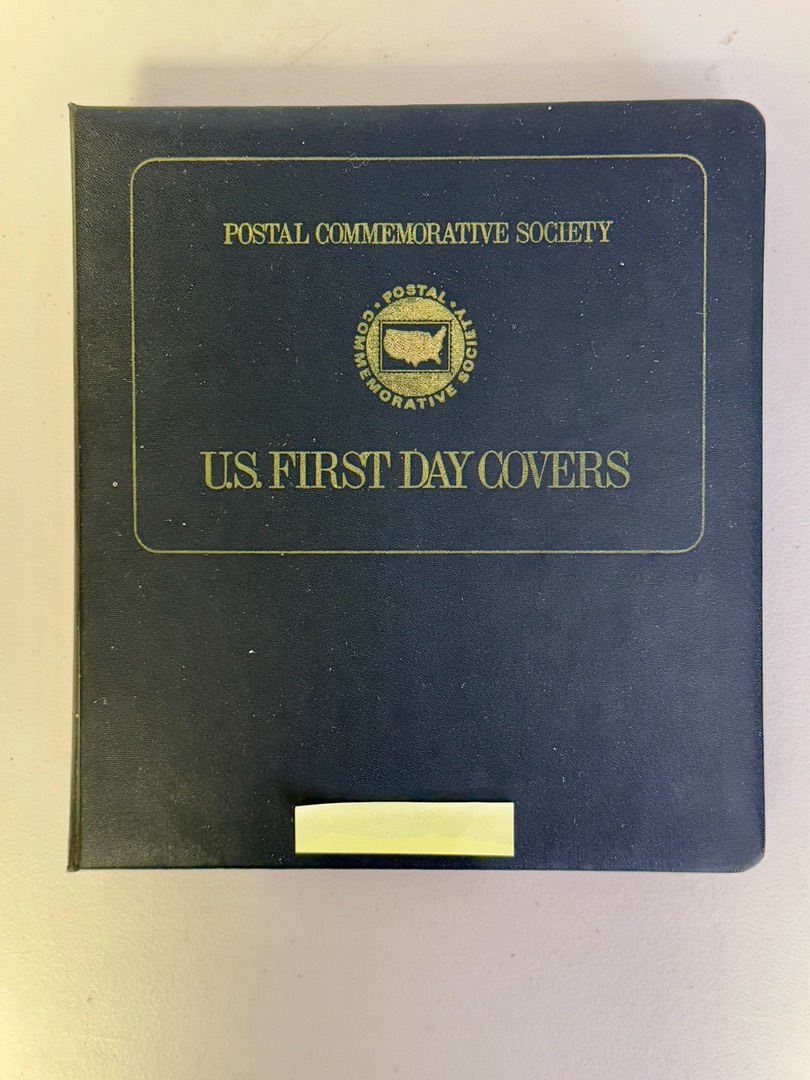 POSTAL COMMEMORATIVE SOCIETY
• POSTAL •
COMMEMORATIVE SOCIETY
U.S. FIRST DAY COVERS